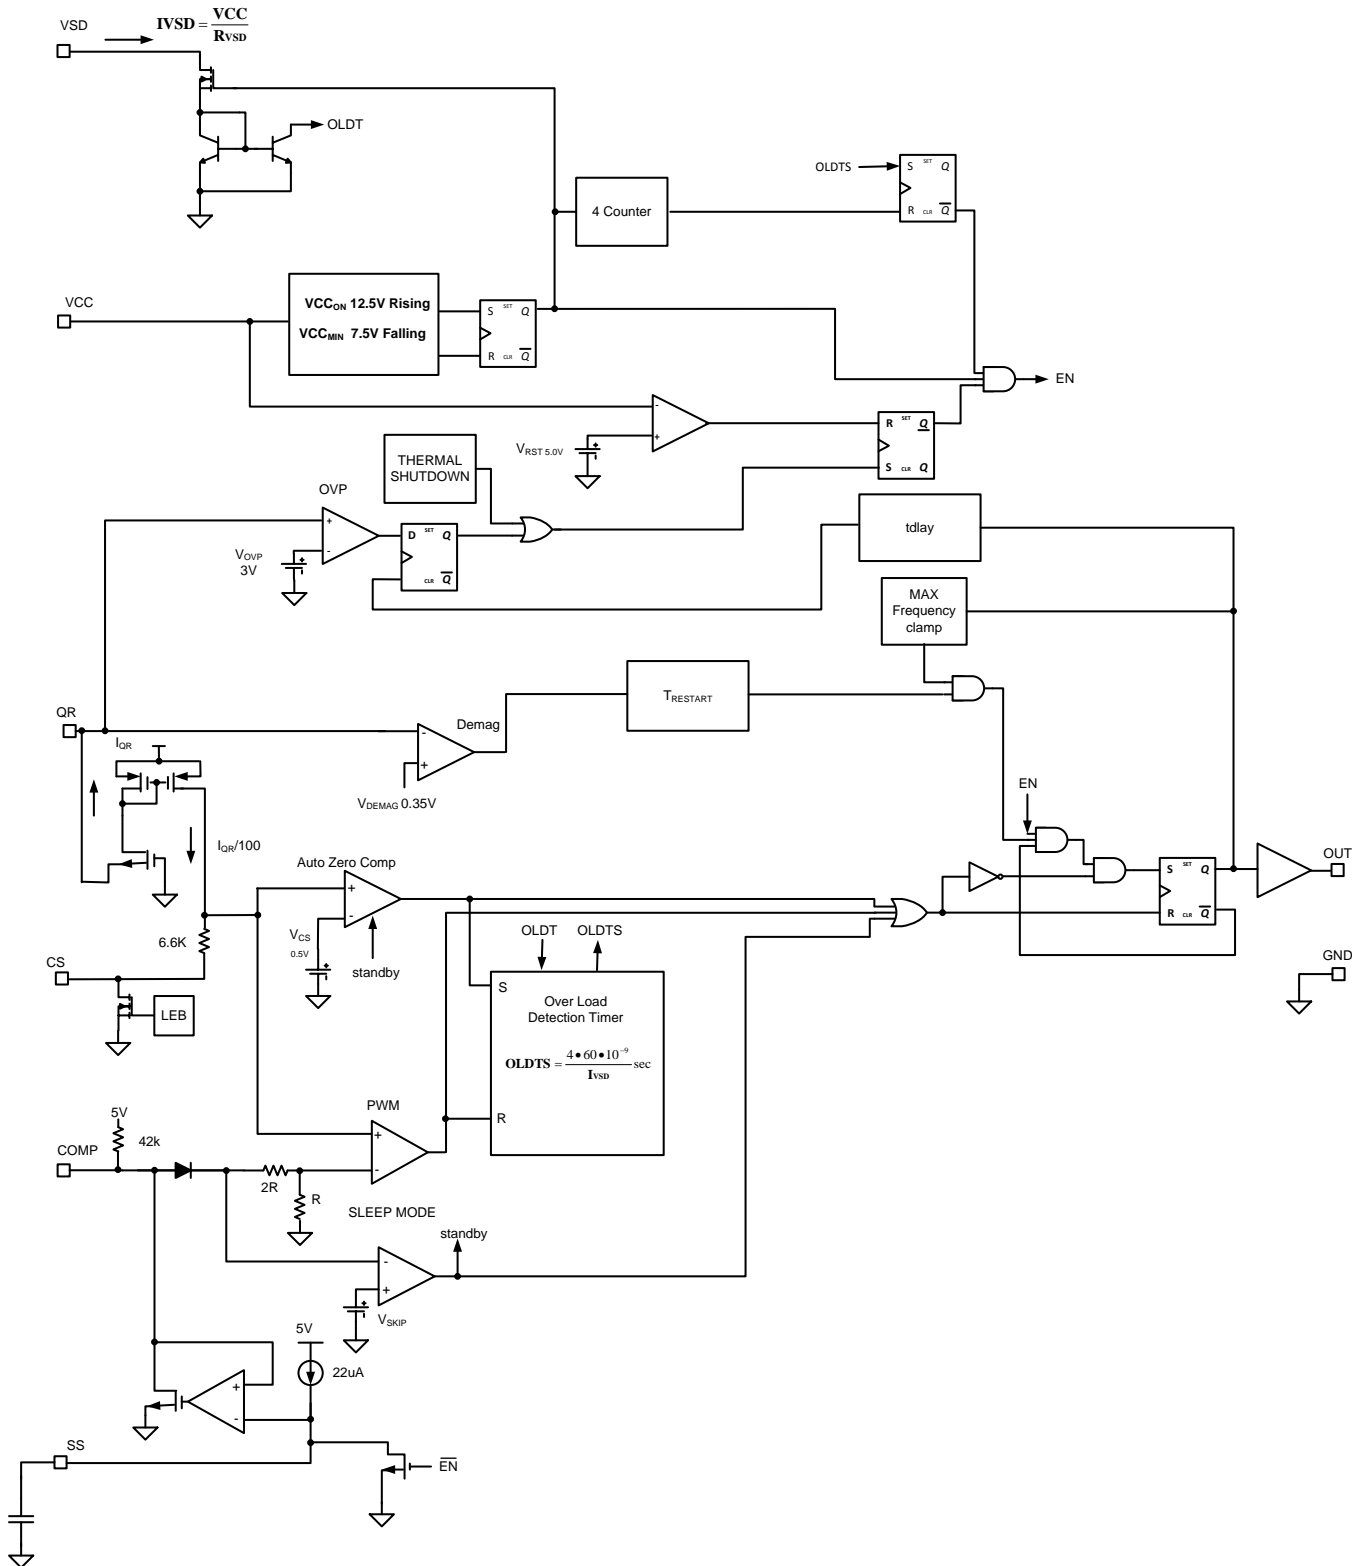 VSD
IVSD = VCC / RVSD
OLDT
OLDTS
S SET Q
R CLR Q
4 Counter
VCC
VCCON 12.5V Rising
VCCMIN 7.5V Falling
S SET Q
R CLR Q
EN
-
+
VRST 5.0V
R SET Q
S CLR Q
THERMAL
SHUTDOWN
OVP
+
-
VOVP
3V
D SET Q
CLR Q
tdlay
MAX
Frequency
clamp
TRESTART
QR
Demag
-
+
VDEMAG 0.35V
IQR
IQR/100
EN
Auto Zero Comp
+
-
VCS
0.5V
standby
S SET Q
R CLR Q
OUT
6.6K
CS
LEB
OLDT
OLDTS
GND
S
Over Load
Detection Timer
OLDTS = 4•60•10⁻⁹ / IVSD sec
R
PWM
+
-
5V
42k
COMP
2R
R
SLEEP MODE
standby
-
+
VSKIP
5V
22uA
+
-
SS
EN